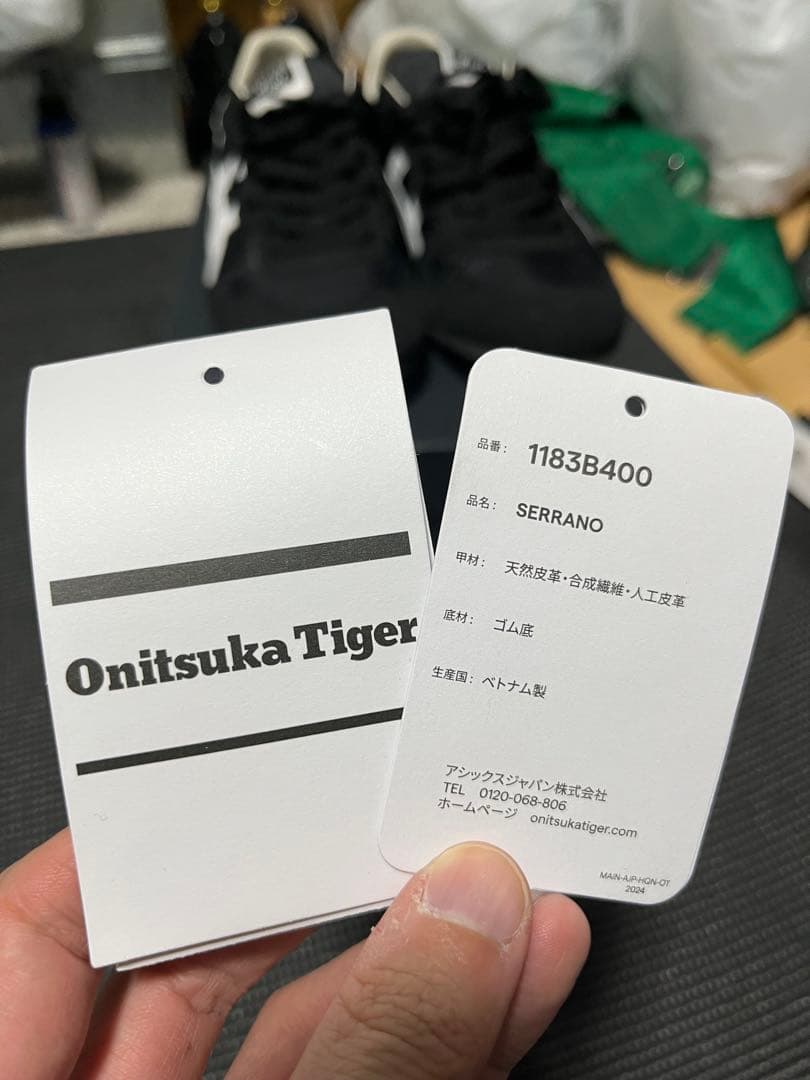 Onitsuka Tiger
品番： 1183B400
品名： SERRANO
甲材： 天然皮革・合成繊維・人工皮革
底材： ゴム底
生産国： ベトナム製
アシックスジャパン株式会社
TEL 0120-068-806
ホームページ onitsukatiger.com
MAIN-AJP-HQN-OT
2024